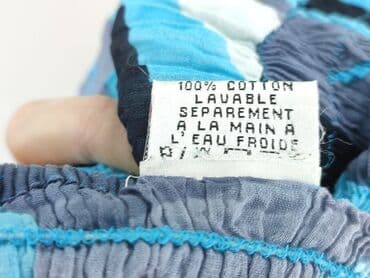 100% COTTON
LAVABLE
SEPAREMENT
A LA MAIN A
L'EAU FROIDE